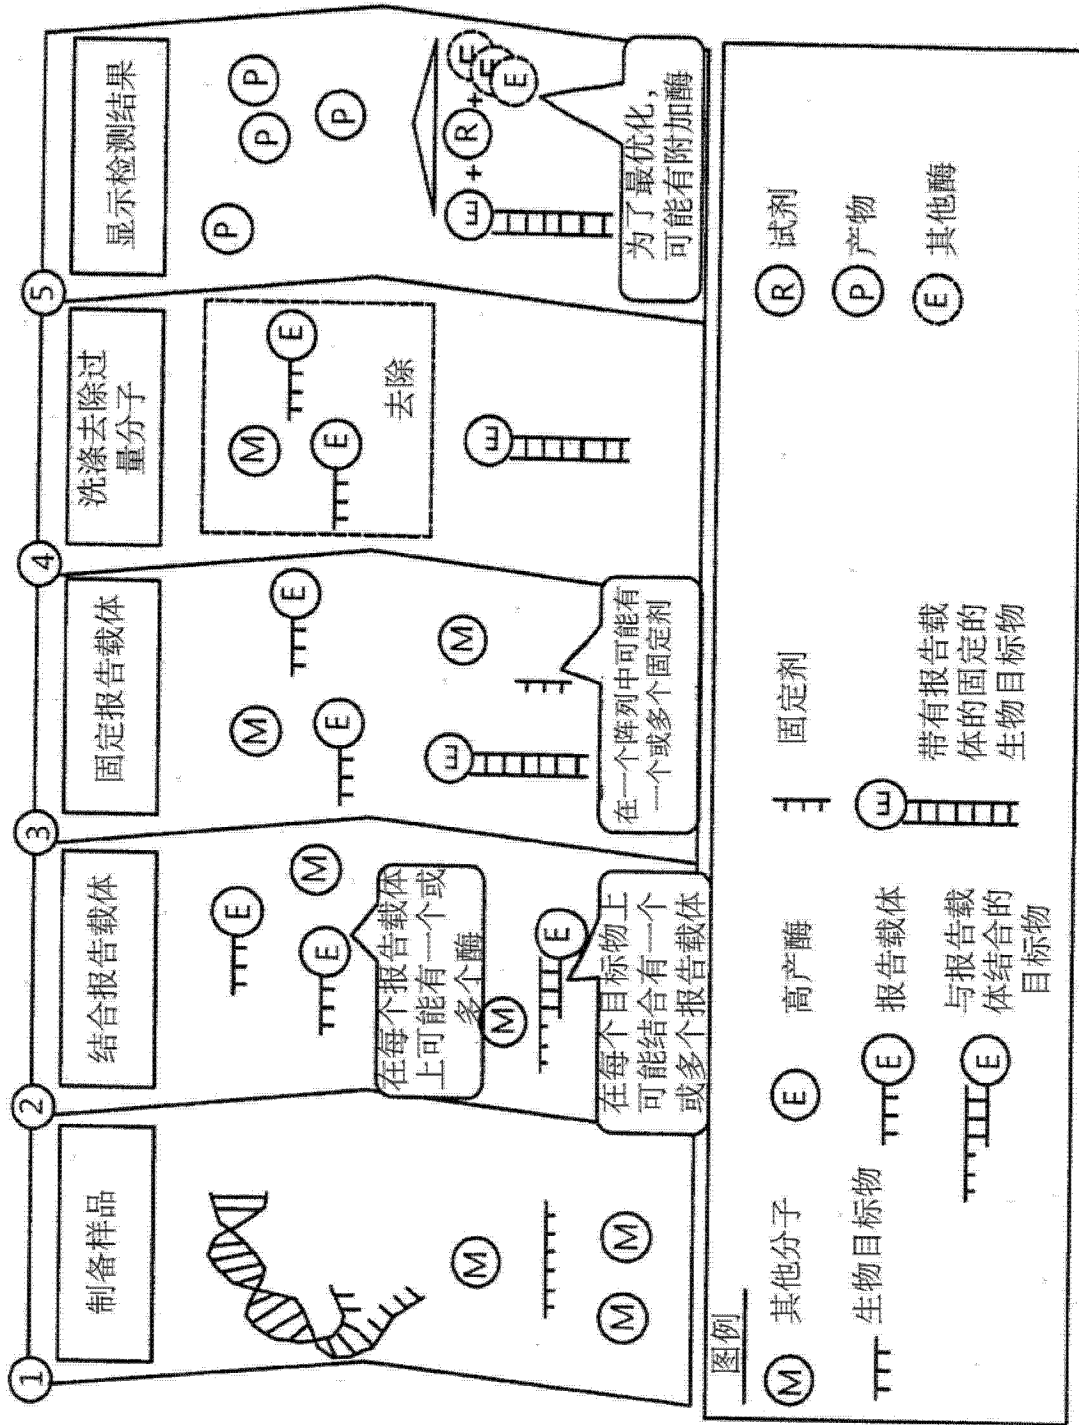 1
制备样品
M
M
M
2
结合报告载体
E
E
M
在每个报告载体
上可能有一个或
多个酶
M
E
在每个目标物上
可能结合有一个
或多个报告载体
3
固定报告载体
M
E
E
M
E
在一个阵列中可能有
一个或多个固定剂
4
洗涤去除过
量分子
M
E
E
去除
E
5
显示检测结果
P
P
P
P
E
+
R
+
E
E
E
为了最优化，
可能有附加酶
图例
M
其他分子
生物目标物
E
高产酶
E
报告载体
E
与报告载
体结合的
目标物
固定剂
E
带有报告载
体的固定的
生物目标物
R
试剂
P
产物
E
其他酶